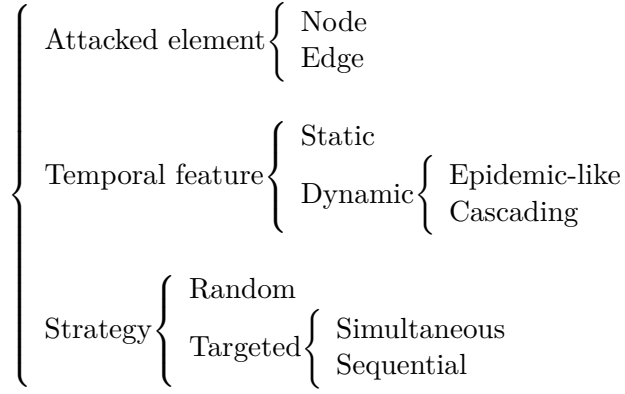 Attacked element
Node
Edge
Temporal feature
Static
Dynamic
Epidemic-like
Cascading
Strategy
Random
Targeted
Simultaneous
Sequential